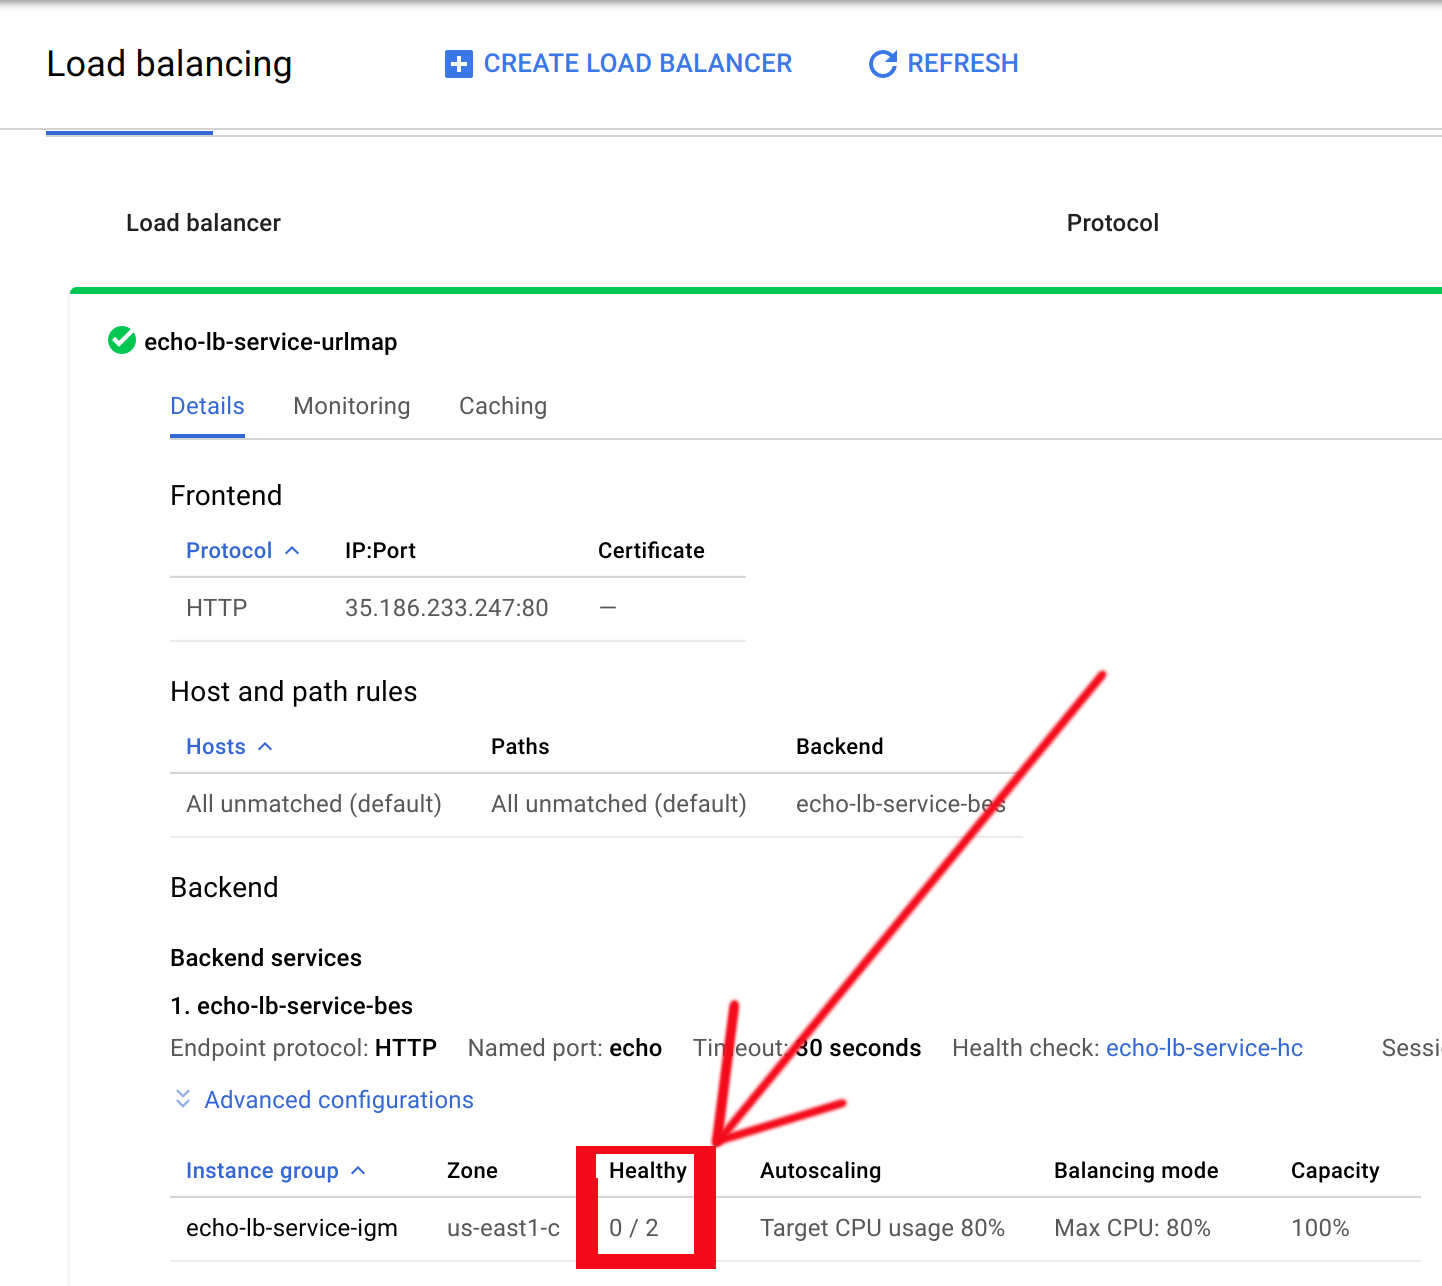 Load balancing CREATE LOAD BALANCER REFRESH
Load balancer Protocol
echo-lb-service-urlmap
Details Monitoring Caching
Frontend
Protocol IP:Port Certificate
HTTP 35.186.233.247:80 —
Host and path rules
Hosts Paths Backend
All unmatched (default) All unmatched (default) echo-lb-service-bes
Backend
Backend services
1. echo-lb-service-bes
Endpoint protocol: HTTP Named port: echo Timeout: 30 seconds Health check: echo-lb-service-hc Sessi
Advanced configurations
Instance group Zone Healthy Autoscaling Balancing mode Capacity
echo-lb-service-igm us-east1-c 0 / 2 Target CPU usage 80% Max CPU: 80% 100%